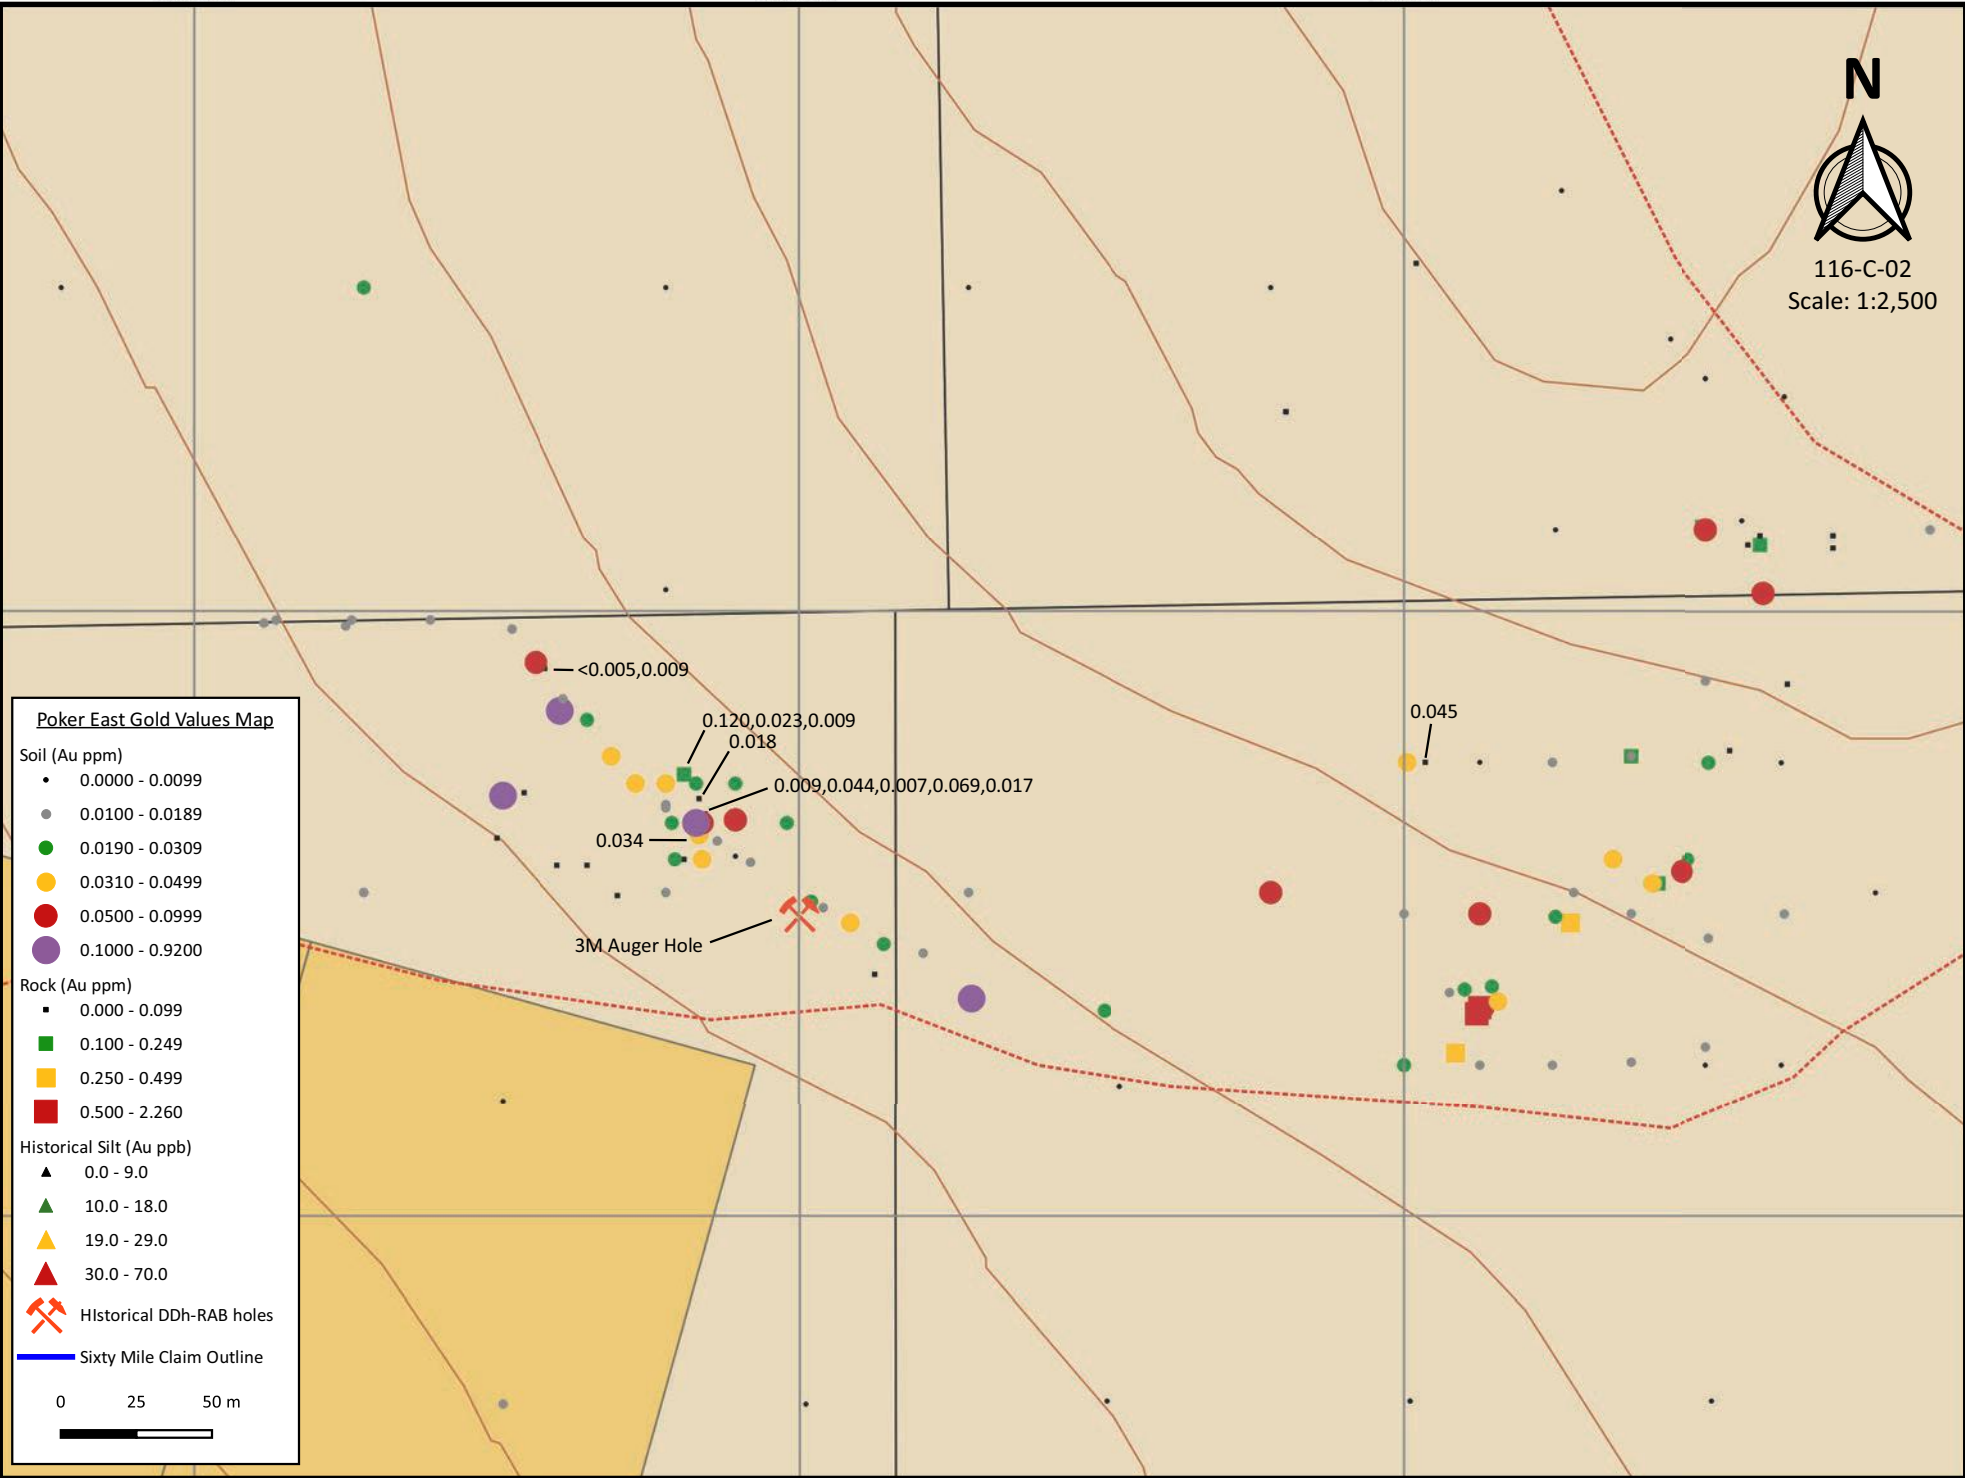 N
116-C-02
Scale: 1:2,500
<0.005,0.009
0.120,0.023,0.009
0.018
0.009,0.044,0.007,0.069,0.017
0.034
3M Auger Hole
0.045
Poker East Gold Values Map
Soil (Au ppm)
0.0000 - 0.0099
0.0100 - 0.0189
0.0190 - 0.0309
0.0310 - 0.0499
0.0500 - 0.0999
0.1000 - 0.9200
Rock (Au ppm)
0.000 - 0.099
0.100 - 0.249
0.250 - 0.499
0.500 - 2.260
Historical Silt (Au ppb)
0.0 - 9.0
10.0 - 18.0
19.0 - 29.0
30.0 - 70.0
HIstorical DDh-RAB holes
Sixty Mile Claim Outline
0 25 50 m